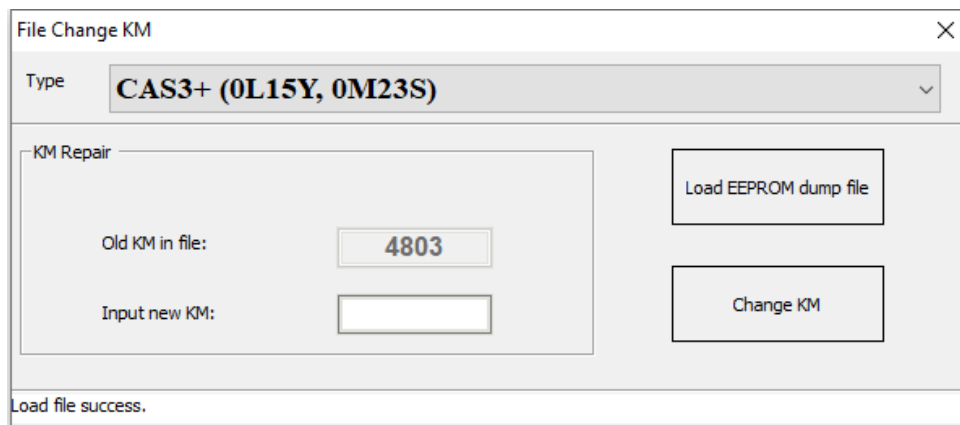 File Change KM
Type
CAS3+ (0L15Y, 0M23S)
KM Repair
Load EEPROM dump file
Old KM in file:
4803
Input new KM:
Change KM
Load file success.